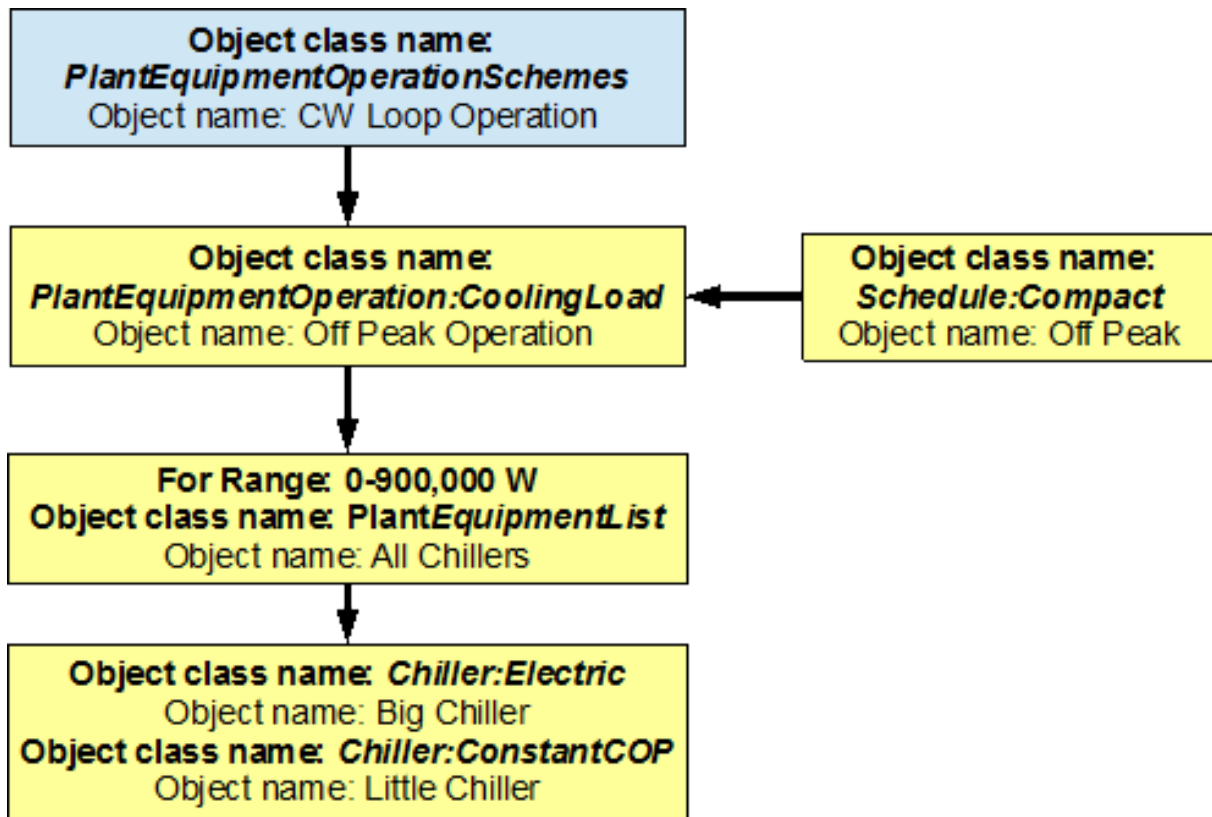 Object class name:
PlantEquipmentOperationSchemes
Object name: CW Loop Operation
Object class name:
PlantEquipmentOperation:CoolingLoad
Object name: Off Peak Operation
Object class name:
Schedule:Compact
Object name: Off Peak
For Range: 0-900,000 W
Object class name: PlantEquipmentList
Object name: All Chillers
Object class name: Chiller:Electric
Object name: Big Chiller
Object class name: Chiller:ConstantCOP
Object name: Little Chiller